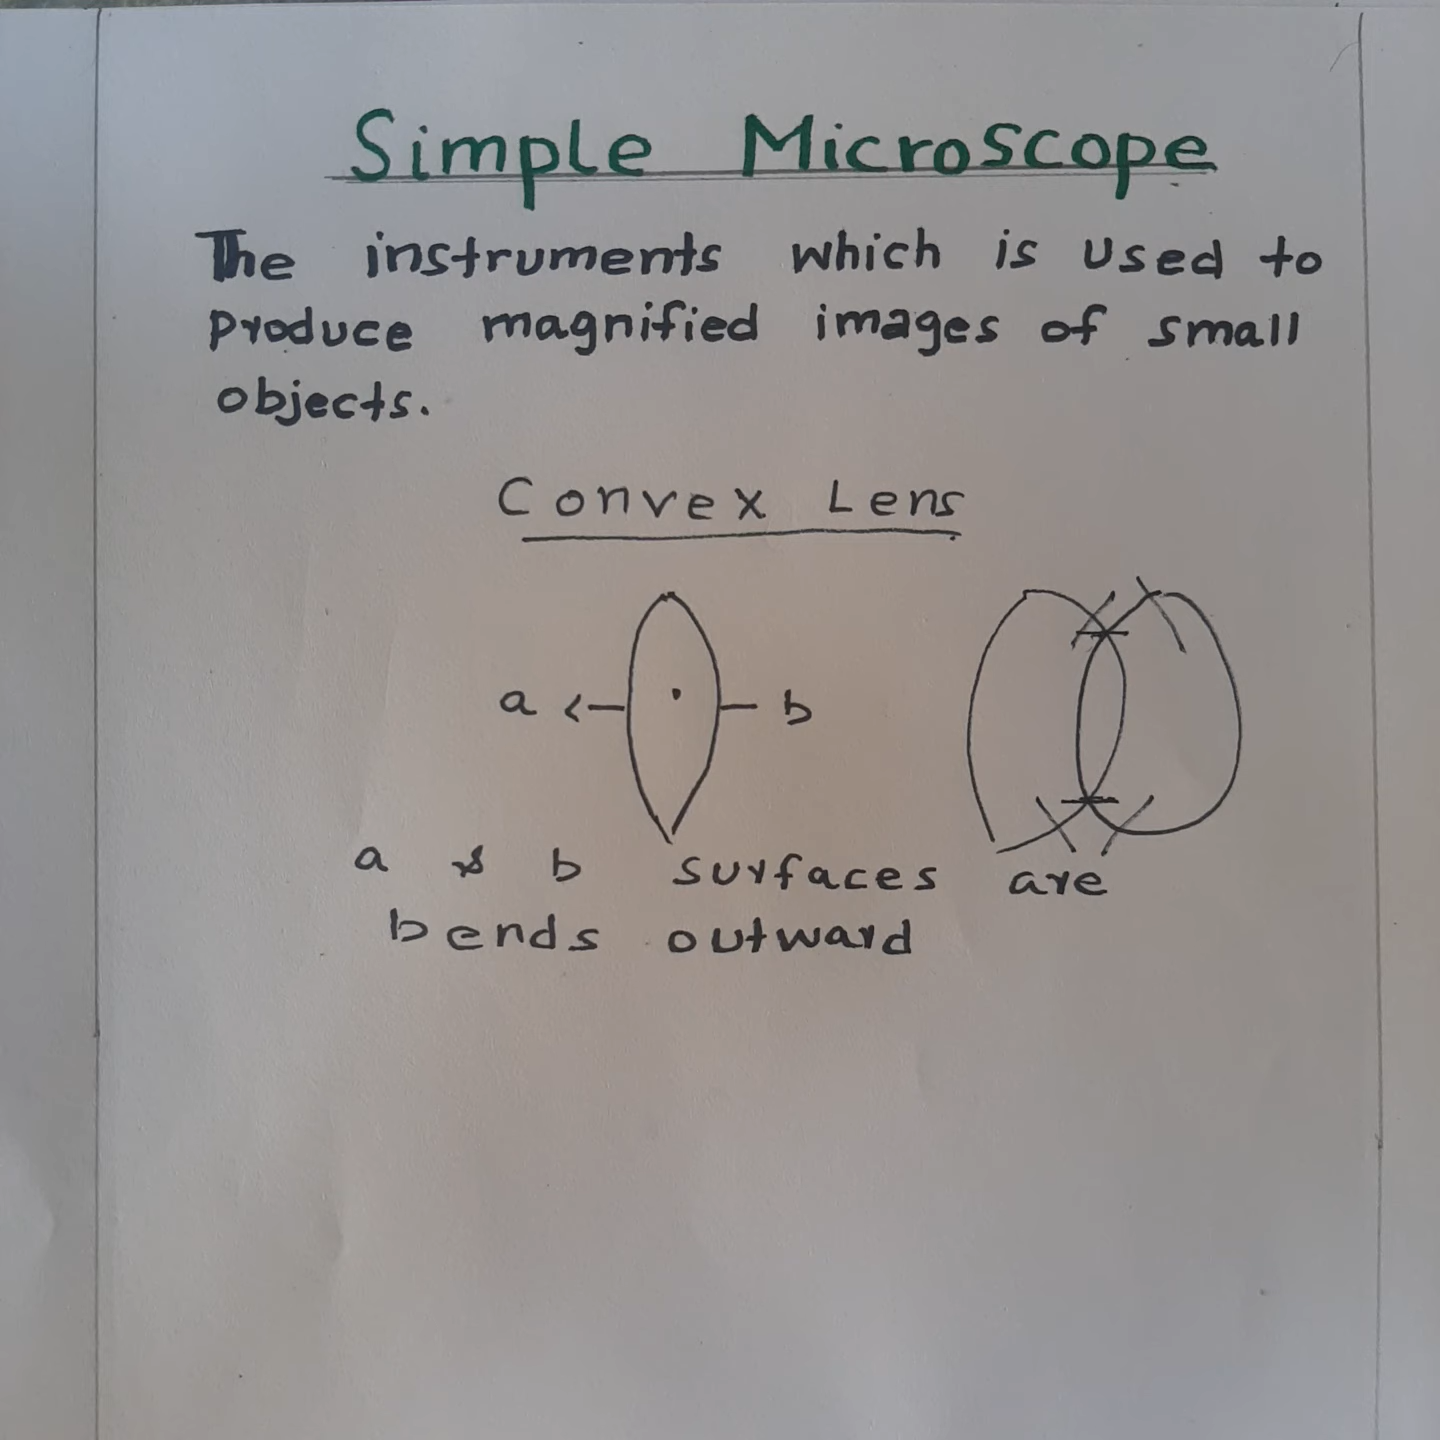 Simple Microscope
The instruments which is used to
produce magnified images of small
objects.
Convex Lens
a b
a & b surfaces are
bends outward